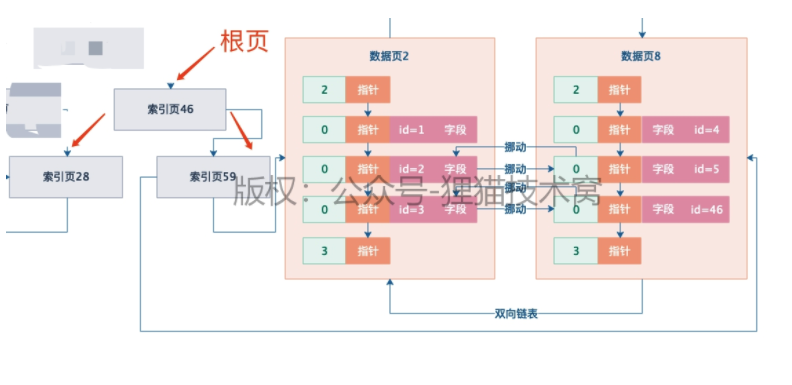 根页
索引页46
索引页28
索引页59
数据页2
2 指针
0 指针 id=1 字段
0 指针 id=2 字段
0 指针 id=3 字段
3 指针
挪动
挪动
挪动
挪动
数据页8
2 指针
0 指针 字段 id=4
0 指针 字段 id=5
0 指针 字段 id=46
3 指针
双向链表
版权：公众号-狸猫技术窝